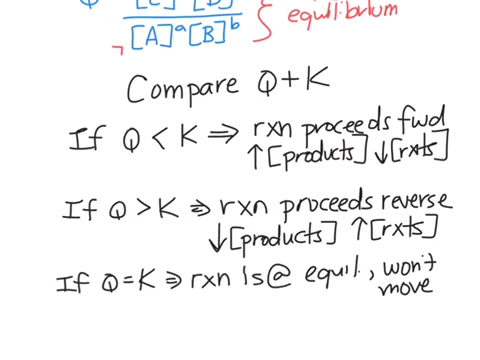 equilibrium
[A]ᵃ[B]ᵇ
Compare Q + K
If Q < K ⇒ rxn proceeds fwd
↑[products] ↓[rxts]
If Q > K ⇒ rxn proceeds reverse
↓[products] ↑[rxts]
If Q = K ⇒ rxn is @ equil, won't
move